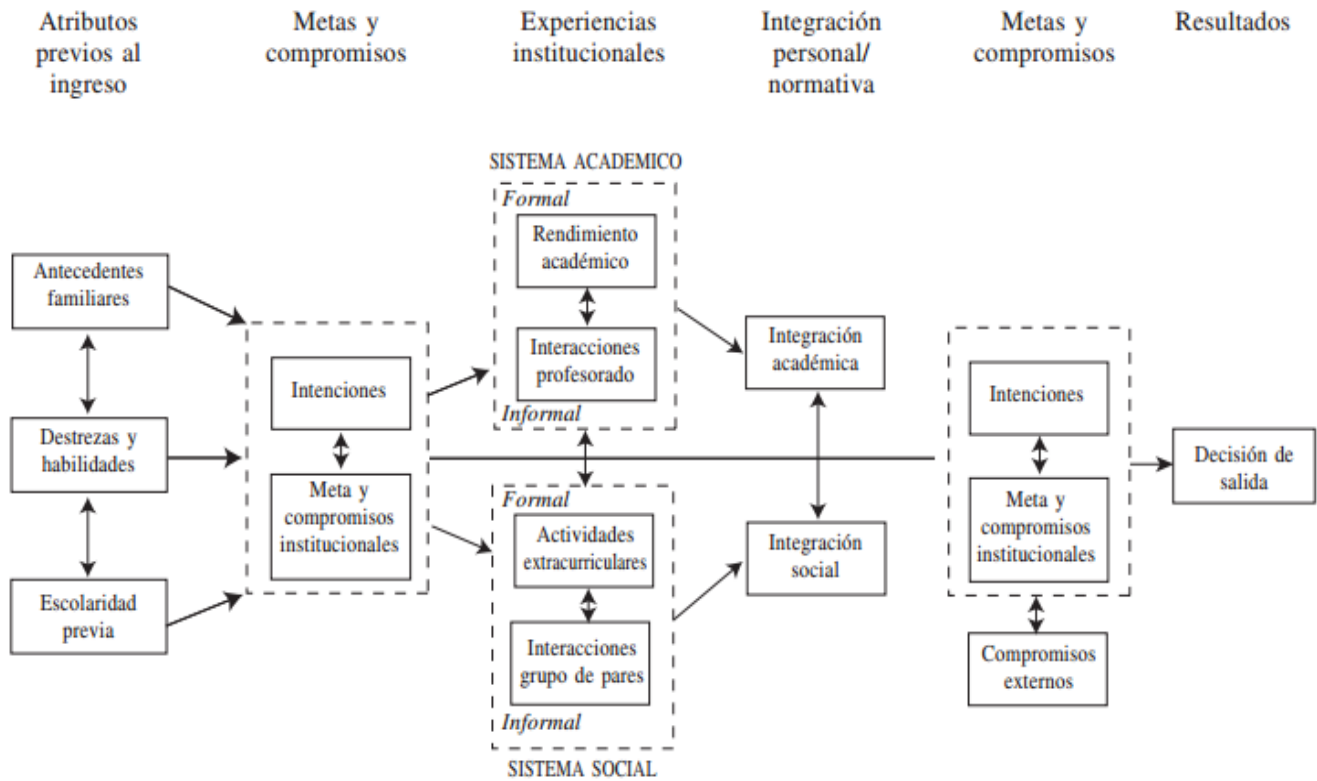 Atributos
previos al
ingreso
Metas y
compromisos
Experiencias
institucionales
Integración
personal/
normativa
Metas y
compromisos
Resultados
Antecedentes
familiares
Destrezas y
habilidades
Escolaridad
previa
Intenciones
Meta y
compromisos
institucionales
SISTEMA ACADEMICO
Formal
Rendimiento
académico
Interacciones
profesorado
Informal
Formal
Actividades
extracurriculares
Interacciones
grupo de pares
Informal
SISTEMA SOCIAL
Integración
académica
Integración
social
Intenciones
Meta y
compromisos
institucionales
Compromisos
externos
Decisión de
salida